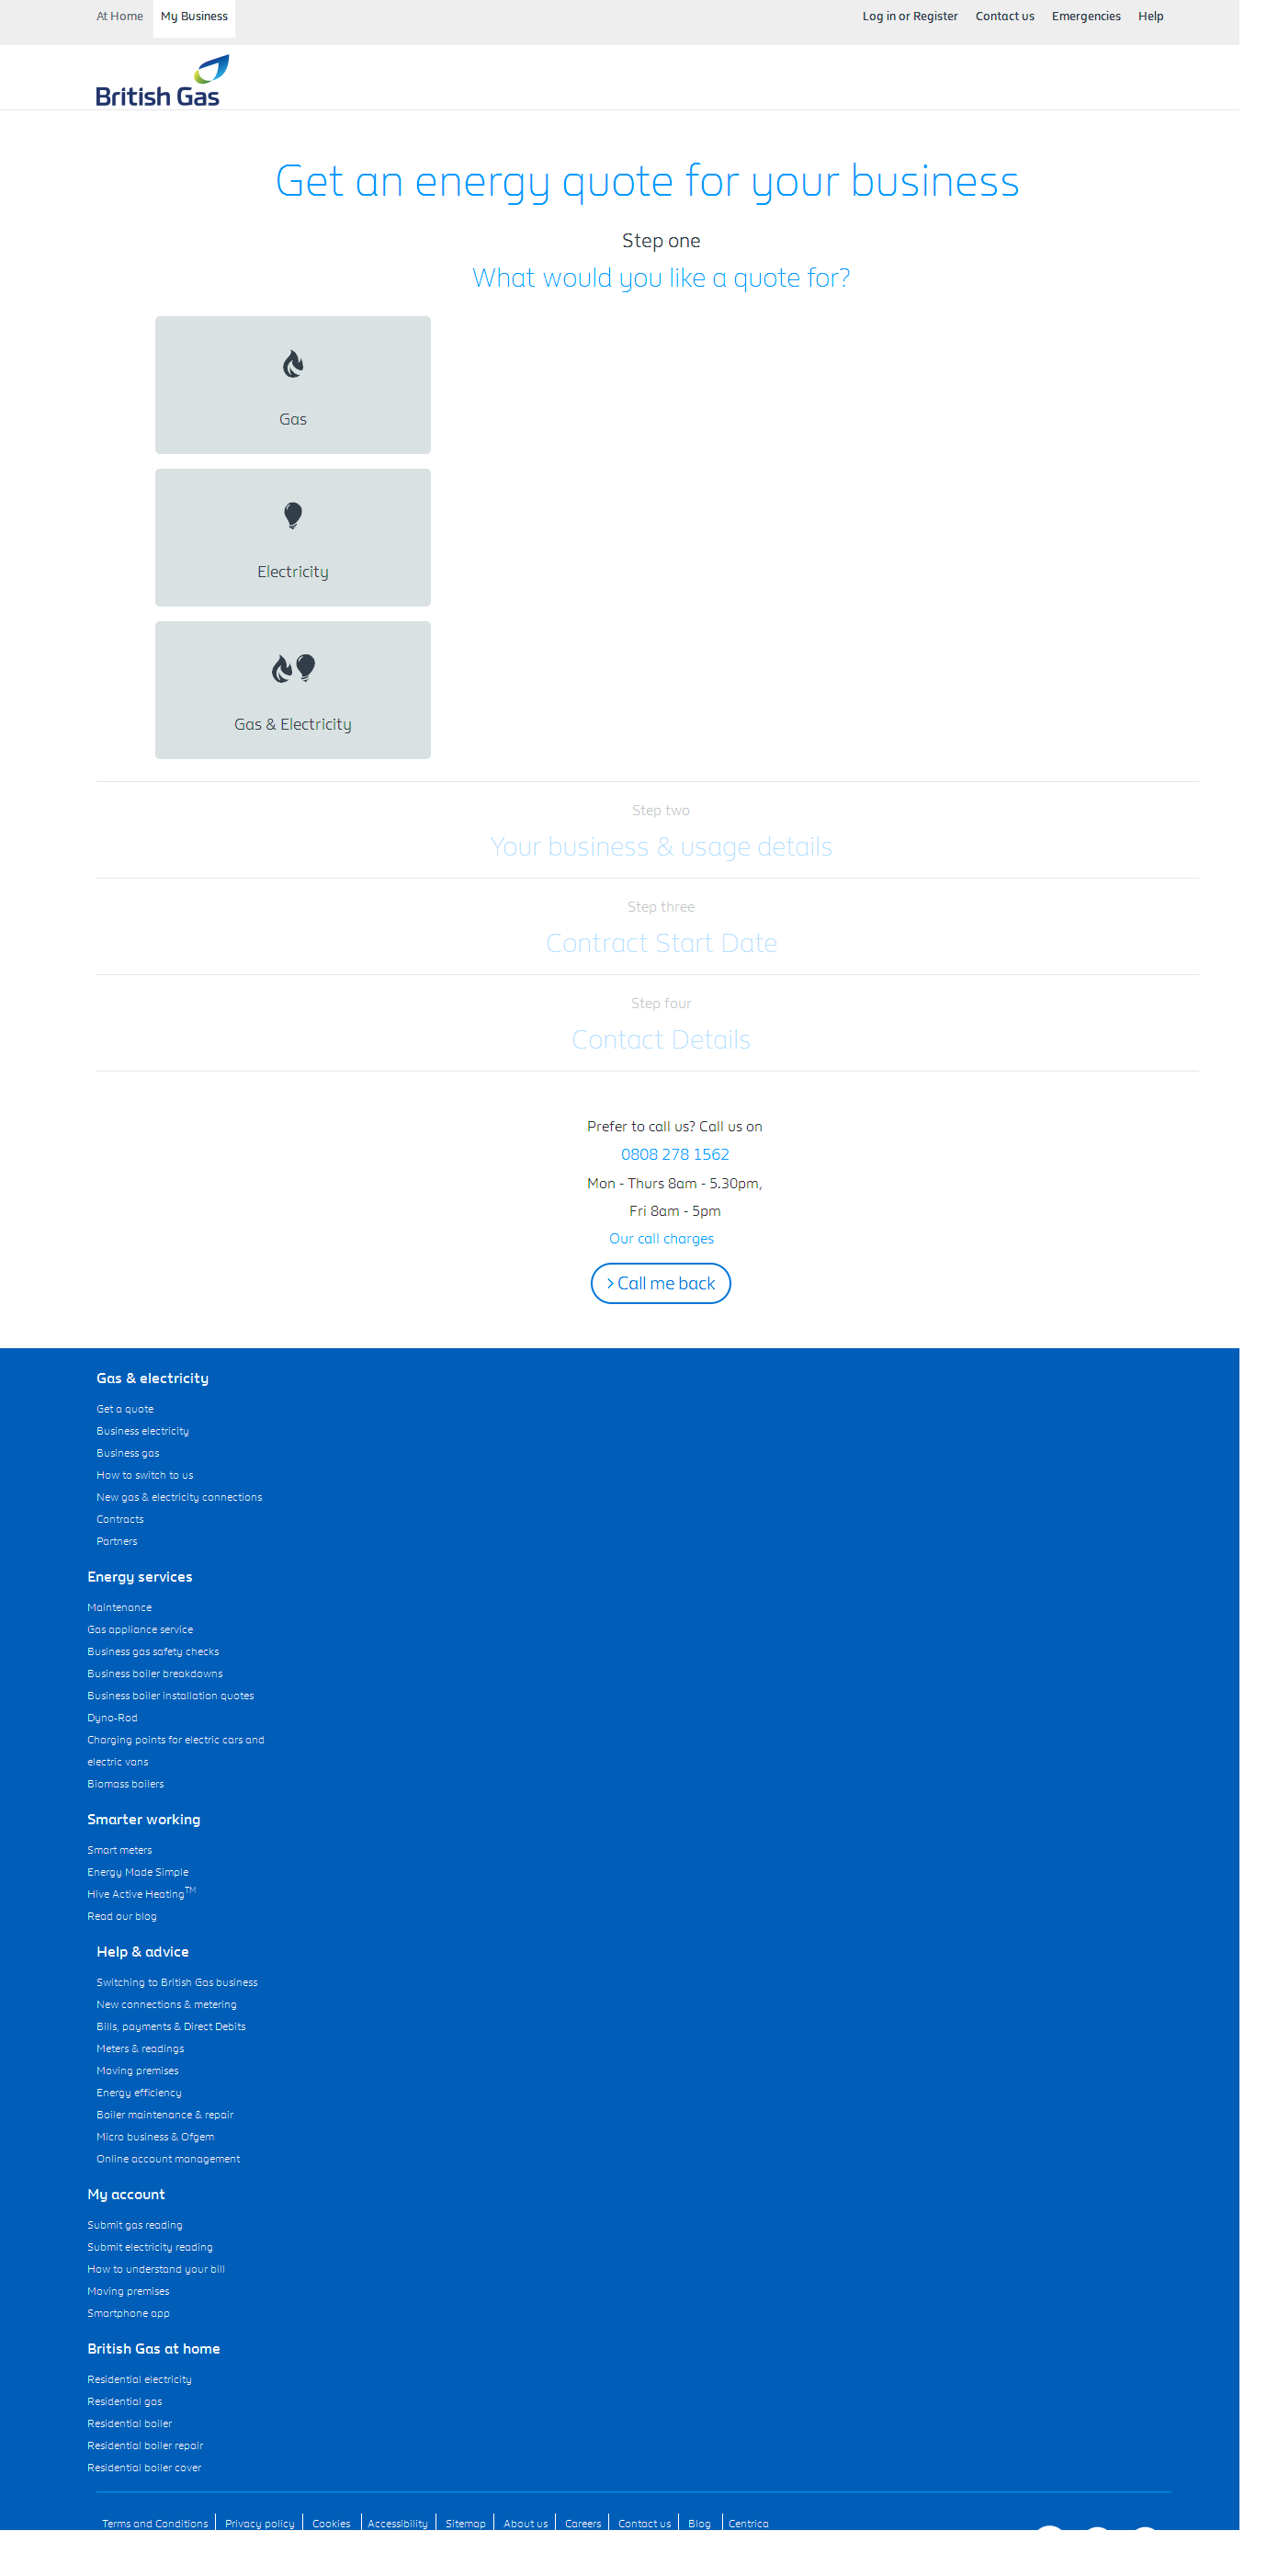 At Home My Business Log in or Register Contact us Emergencies Help
British Gas
Get an energy quote for your business
Step one
What would you like a quote for?
Gas
Electricity
Gas & Electricity
Step two
Your business & usage details
Step three
Contract Start Date
Step four
Contact Details
Prefer to call us? Call us on
0808 278 1562
Mon - Thurs 8am - 5.30pm,
Fri 8am - 5pm
Our call charges
> Call me back
Gas & electricity
Get a quote
Business electricity
Business gas
How to switch to us
New gas & electricity connections
Contracts
Partners
Energy services
Maintenance
Gas appliance service
Business gas safety checks
Business boiler breakdowns
Business boiler installation quotes
Dyno-Rod
Charging points for electric cars and
electric vans
Biomass boilers
Smarter working
Smart meters
Energy Made Simple
Hive Active Heating™
Read our blog
Help & advice
Switching to British Gas business
New connections & metering
Bills, payments & Direct Debits
Meters & readings
Moving premises
Energy efficiency
Boiler maintenance & repair
Micro business & Ofgem
Online account management
My account
Submit gas reading
Submit electricity reading
How to understand your bill
Moving premises
Smartphone app
British Gas at home
Residential electricity
Residential gas
Residential boiler
Residential boiler repair
Residential boiler cover
Terms and Conditions Privacy policy Cookies Accessibility Sitemap About us Careers Contact us Blog Centrica